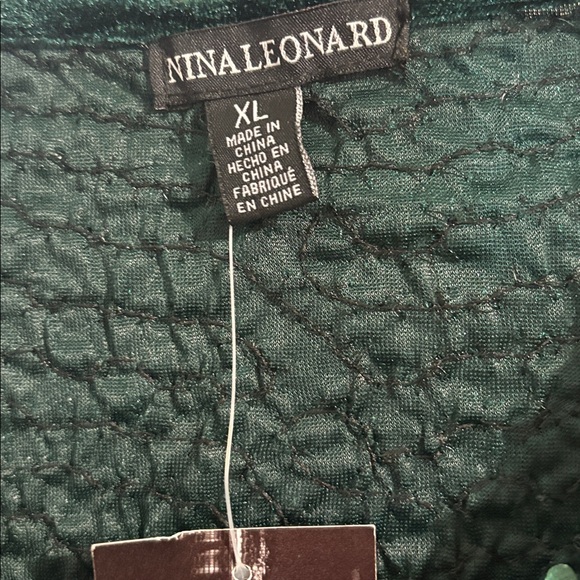 NINA LEONARD
XL
MADE IN
CHINA
HECHO EN
CHINA
FABRIQUÉ
EN CHINE